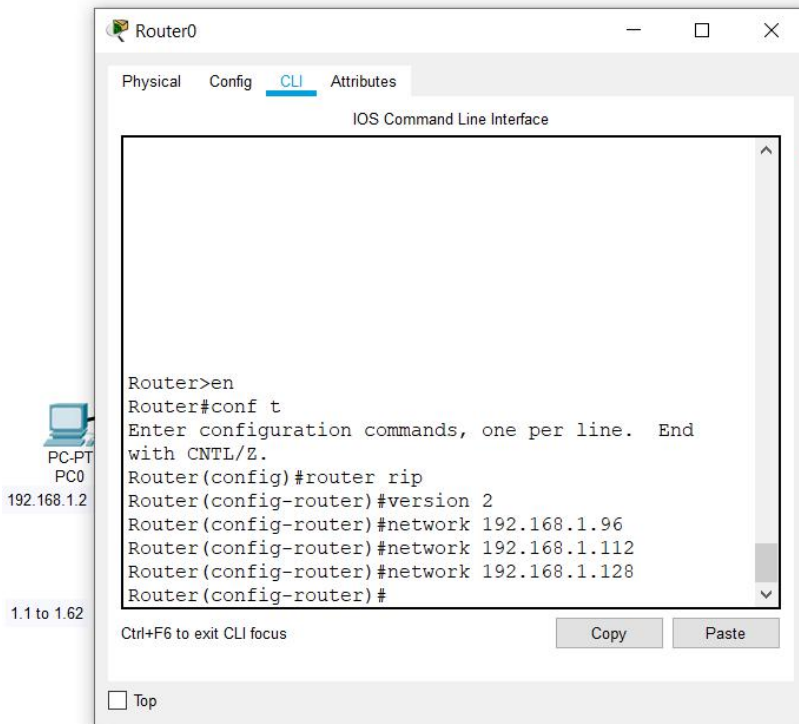 Router0
Physical Config CLI Attributes
IOS Command Line Interface
Router>en
Router#conf t
Enter configuration commands, one per line. End
with CNTL/Z.
Router(config)#router rip
Router(config-router)#version 2
Router(config-router)#network 192.168.1.96
Router(config-router)#network 192.168.1.112
Router(config-router)#network 192.168.1.128
Router(config-router)#
Ctrl+F6 to exit CLI focus
Copy
Paste
Top
PC-PT
PC0
192.168.1.2
1.1 to 1.62